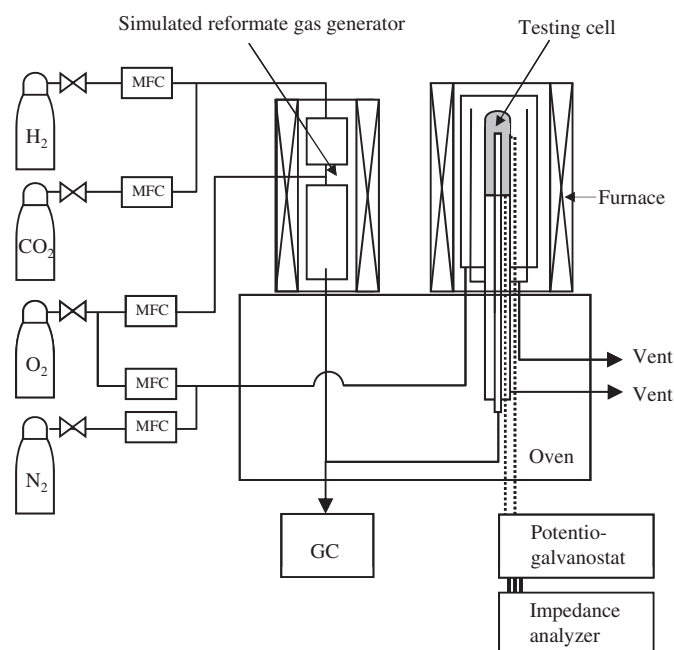 Simulated reformate gas generator
Testing cell
MFC
H2
MFC
CO2
Furnace
MFC
O2
MFC
MFC
N2
Vent
Vent
Oven
GC
Potentio-
galvanostat
Impedance
analyzer